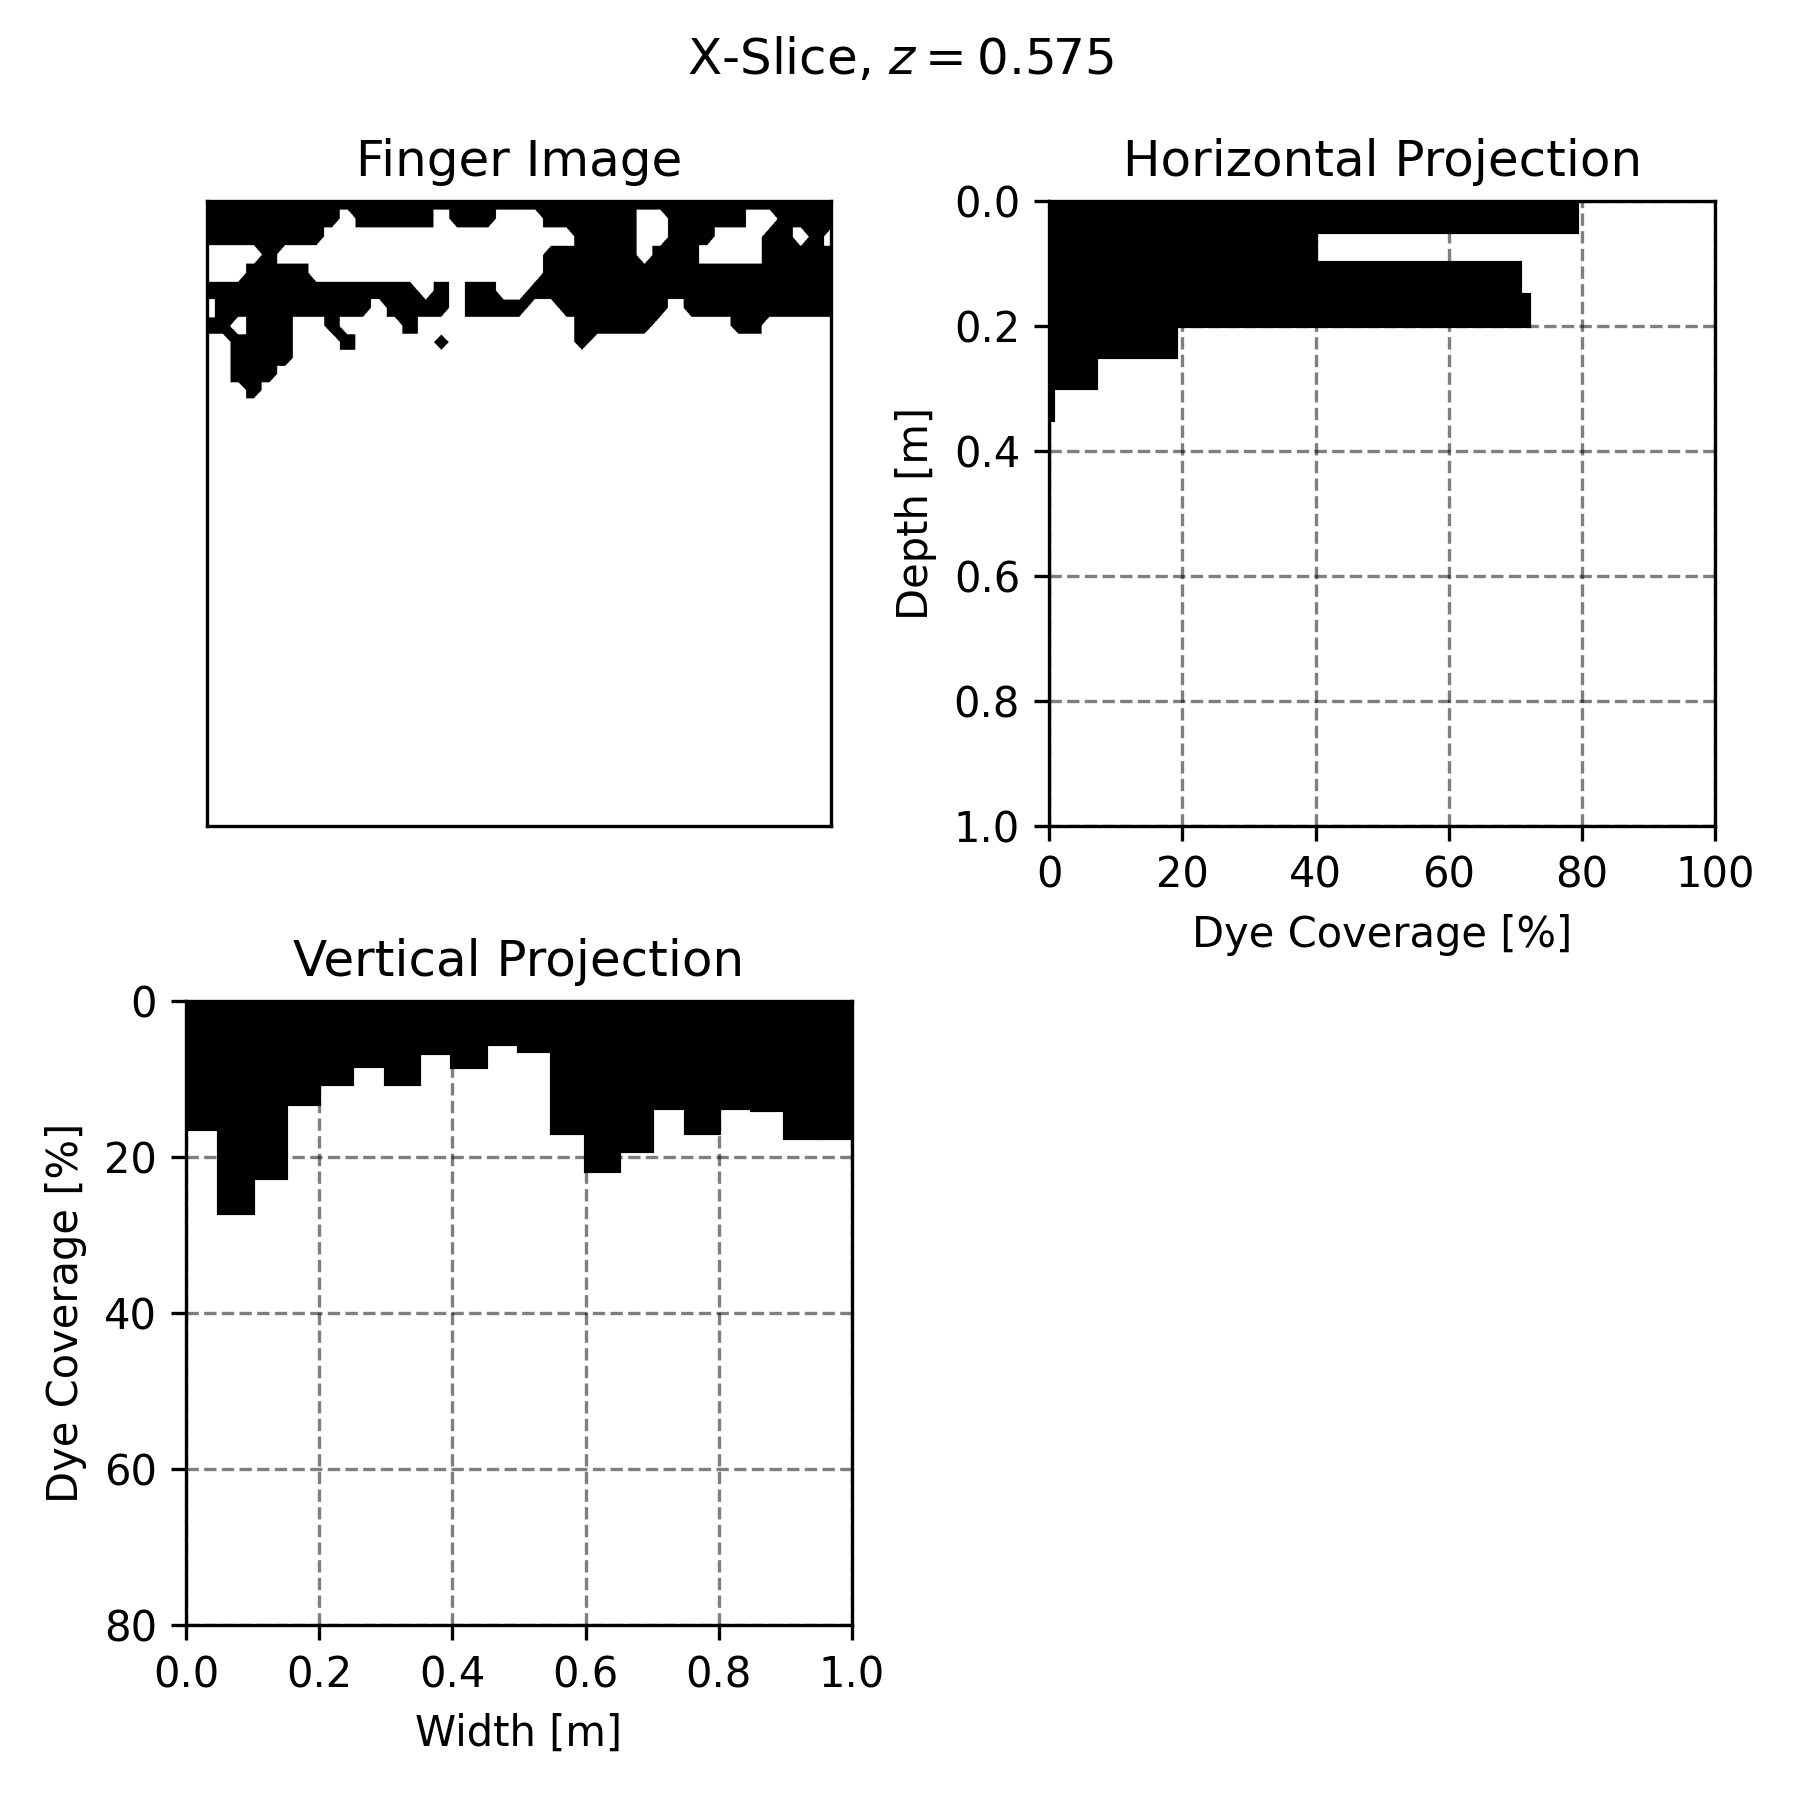 X-Slice, z = 0.575
Finger Image
Horizontal Projection
0.0
0.2
0.4
0.6
0.8
1.0
Depth [m]
0 20 40 60 80 100
Dye Coverage [%]
Vertical Projection
0
20
40
60
80
Dye Coverage [%]
0.0 0.2 0.4 0.6 0.8 1.0
Width [m]